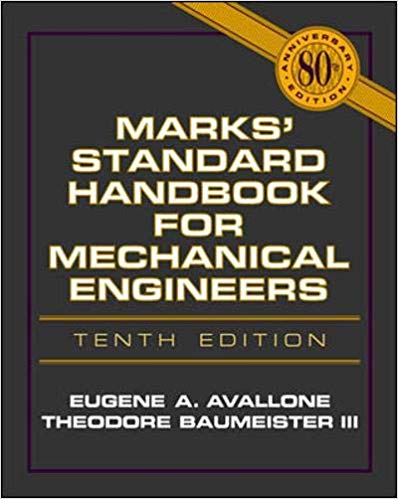 ANNIVERSARY
80TH
EDITION
MARKS'
STANDARD
HANDBOOK
FOR
MECHANICAL
ENGINEERS
TENTH EDITION
EUGENE A. AVALLONE
THEODORE BAUMEISTER III